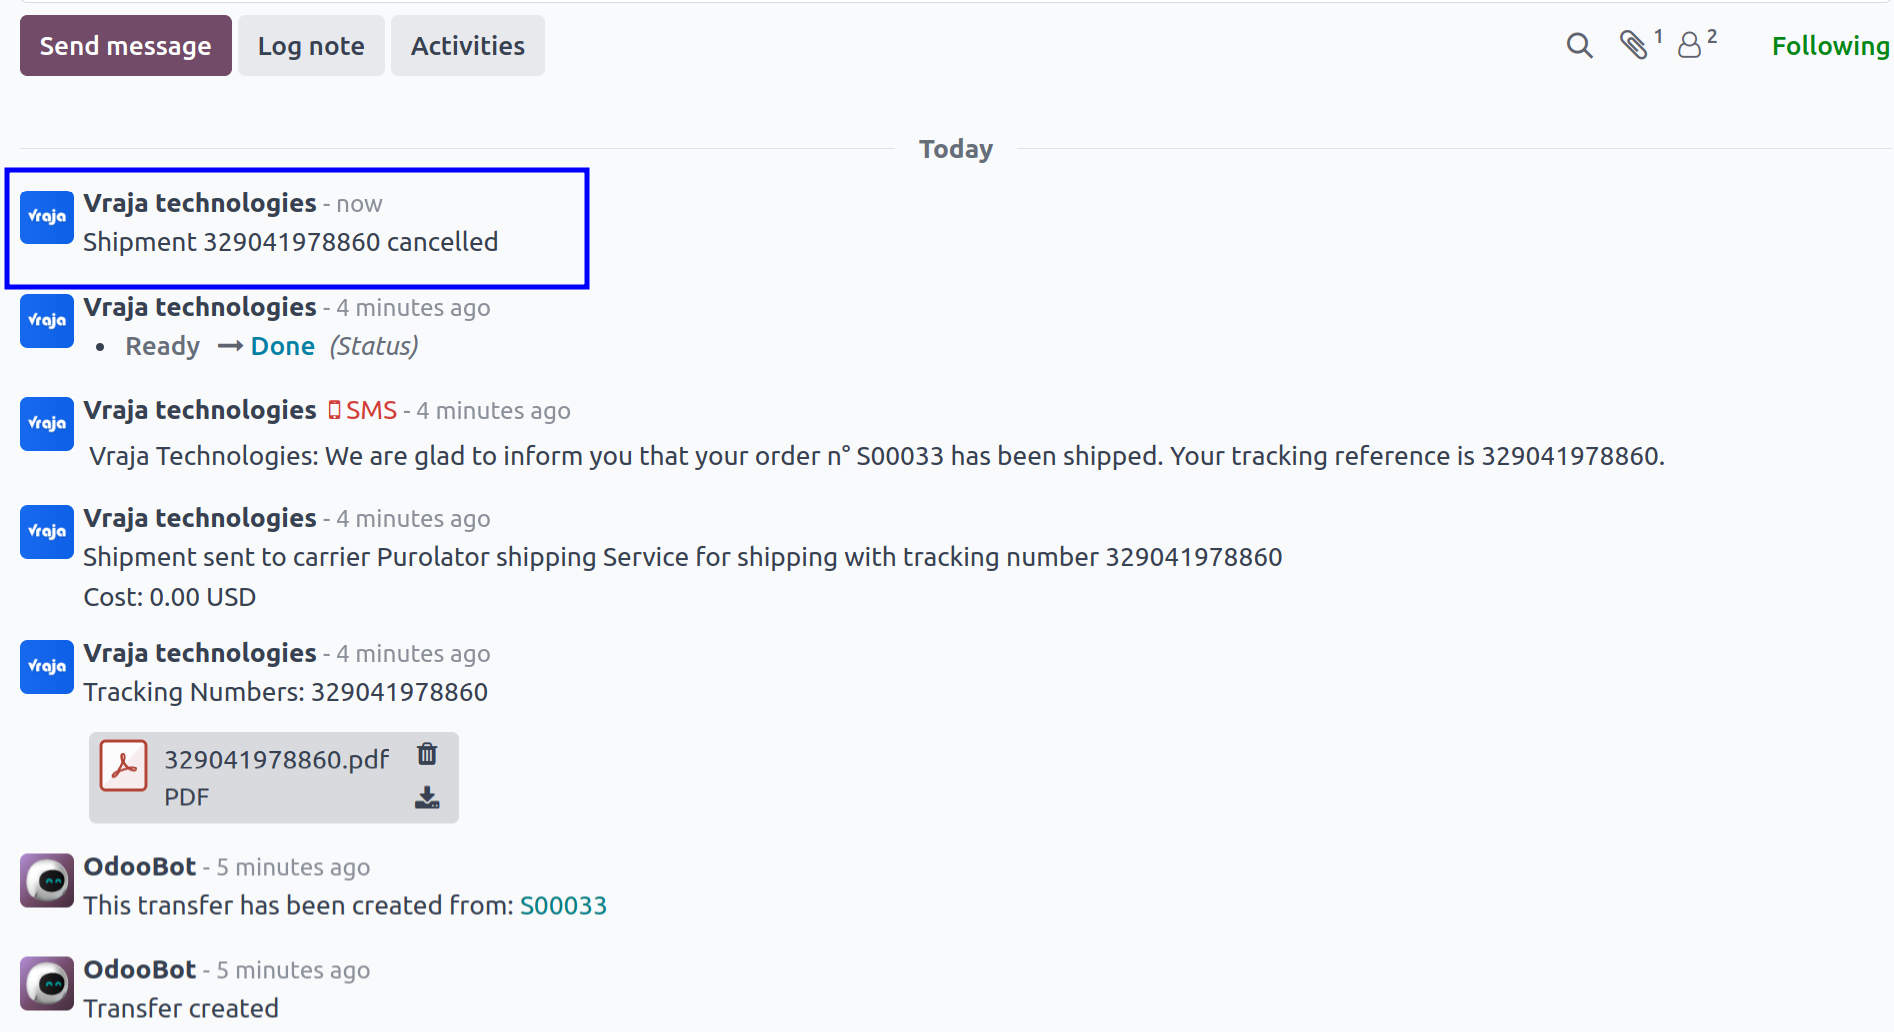 Send message Log note Activities 1 2 Following
Today
vraja Vraja technologies - now
Shipment 329041978860 cancelled
vraja Vraja technologies - 4 minutes ago
• Ready → Done (Status)
vraja Vraja technologies SMS - 4 minutes ago
Vraja Technologies: We are glad to inform you that your order n° S00033 has been shipped. Your tracking reference is 329041978860.
vraja Vraja technologies - 4 minutes ago
Shipment sent to carrier Purolator shipping Service for shipping with tracking number 329041978860
Cost: 0.00 USD
vraja Vraja technologies - 4 minutes ago
Tracking Numbers: 329041978860
329041978860.pdf
PDF
OdooBot - 5 minutes ago
This transfer has been created from: S00033
OdooBot - 5 minutes ago
Transfer created